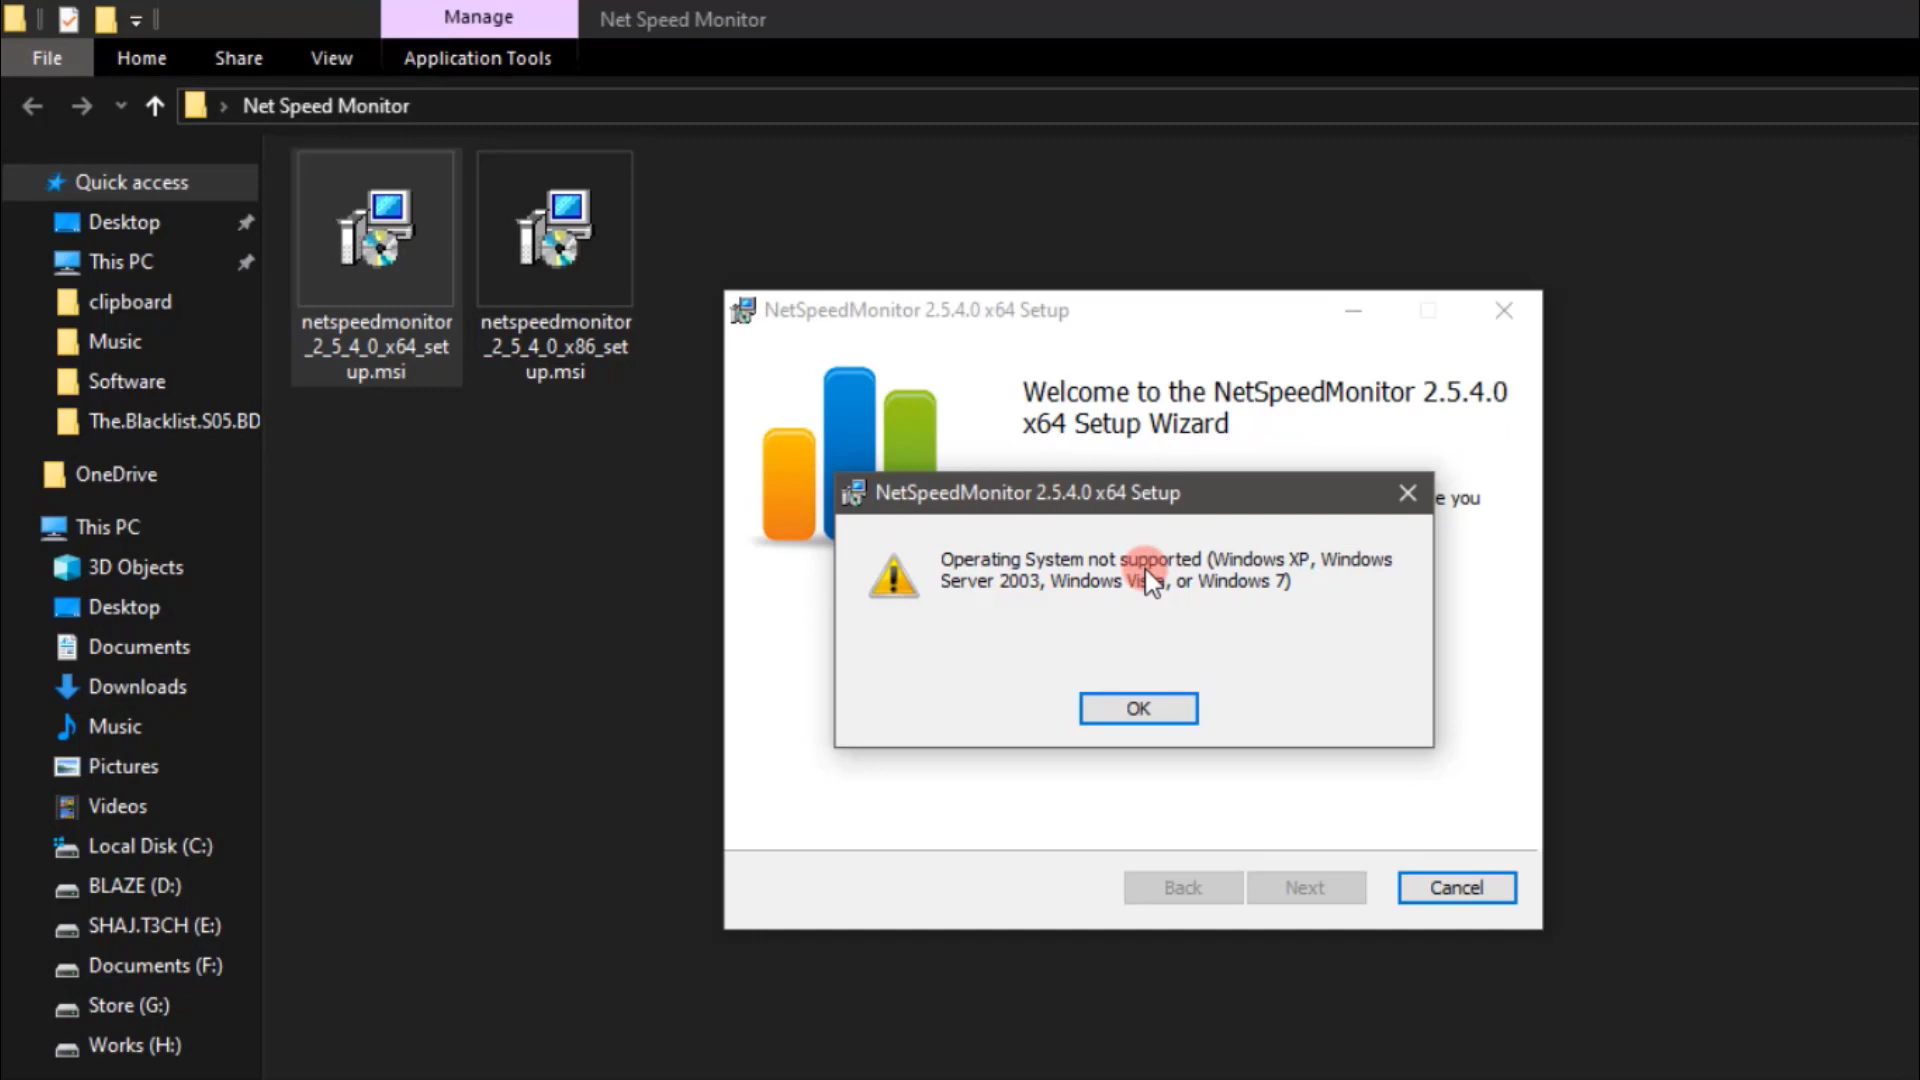 Manage
Net Speed Monitor
File
Home
Share
View
Application Tools
Net Speed Monitor
Quick access
Desktop
This PC
clipboard
Music
Software
The.Blacklist.S05.BD
OneDrive
This PC
3D Objects
Desktop
Documents
Downloads
Music
Pictures
Videos
Local Disk (C:)
BLAZE (D:)
SHAJ.T3CH (E:)
Documents (F:)
Store (G:)
Works (H:)
netspeedmonitor
_2_5_4_0_x64_set
up.msi
netspeedmonitor
_2_5_4_0_x86_set
up.msi
NetSpeedMonitor 2.5.4.0 x64 Setup
Welcome to the NetSpeedMonitor 2.5.4.0
x64 Setup Wizard
e you
NetSpeedMonitor 2.5.4.0 x64 Setup
Operating System not supported (Windows XP, Windows
Server 2003, Windows Vista, or Windows 7)
OK
Back
Next
Cancel